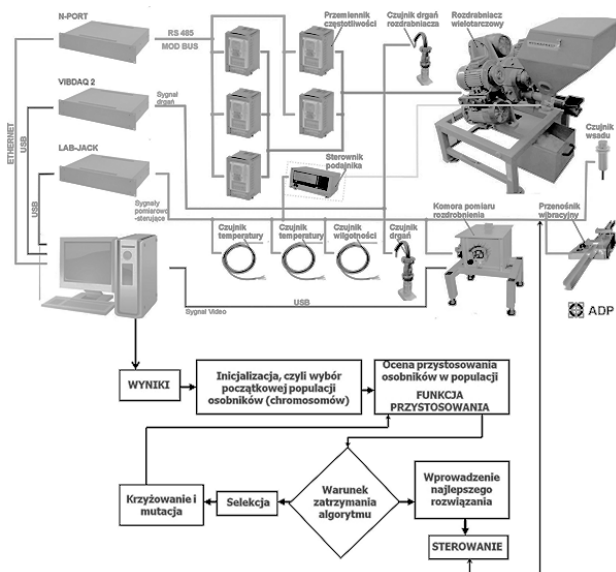 N-PORT
RS 485
MOD BUS
Przemiennik
częstotliwości
Czujnik drgań
rozdrabniacza
Rozdrabniacz
wielotarczowy
VIBDAQ 2
Sygnał
drgań
ETHERNET
USB
LAB-JACK
Sterownik
podajnika
Czujnik
wsadu
USB
Sygnały
pomiarowo
-sterujące
Czujnik
temperatury
Czujnik
temperatury
Czujnik
wilgotności
Czujnik
drgań
Komora pomiaru
rozdrobnienia
Przenośnik
wibracyjny
USB
Sygnał Video
ADP
WYNIKI
Inicjalizacja, czyli wybór
początkowej populacji
osobników (chromosomów)
Ocena przystosowania
osobników w populacji
FUNKCJA
PRZYSTOSOWANIA
Krzyżowanie i
mutacja
Selekcja
Warunek
zatrzymania
algorytmu
Wprowadzenie
najlepszego
rozwiązania
STEROWANIE